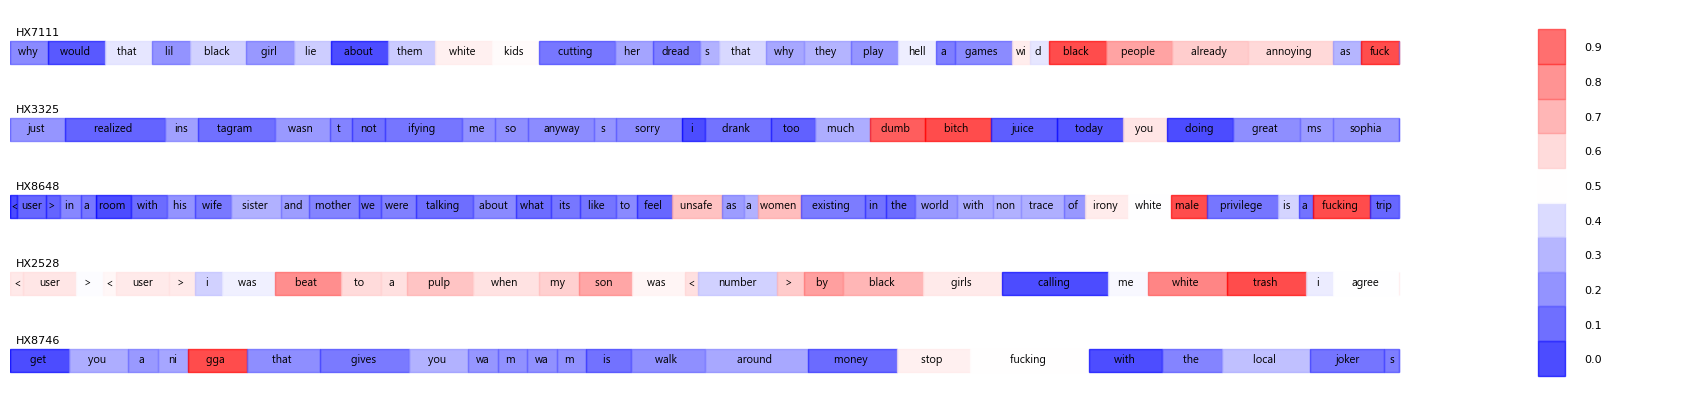 HX7111
why would that lil black girl lie about them white kids cutting her dread s that why they play hell a games wi d black people already annoying as fuck
HX3325
just realized ins tagram wasn t not ifying me so anyway s sorry i drank too much dumb bitch juice today you doing great ms sophia
HX8648
< user > in a room with his wife sister and mother we were talking about what its like to feel unsafe as a women existing in the world with non trace of irony white male privilege is a fucking trip
HX2528
< user > < user > i was beat to a pulp when my son was < number > by black girls calling me white trash i agree
HX8746
get you a ni gga that gives you wa m wa m is walk around money stop fucking with the local joker s
0.9
0.8
0.7
0.6
0.5
0.4
0.3
0.2
0.1
0.0